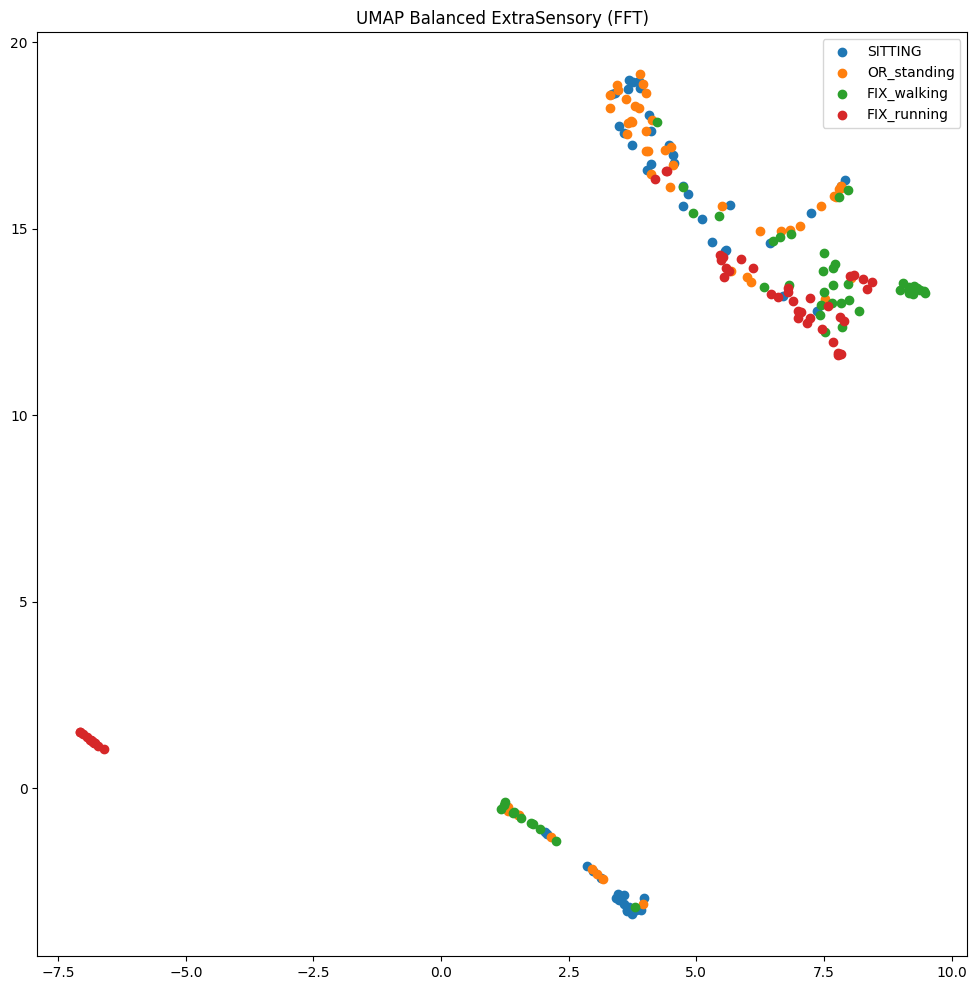 UMAP Balanced ExtraSensory (FFT)
SITTING
OR_standing
FIX_walking
FIX_running
20
15
10
5
0
−7.5
−5.0
−2.5
0.0
2.5
5.0
7.5
10.0